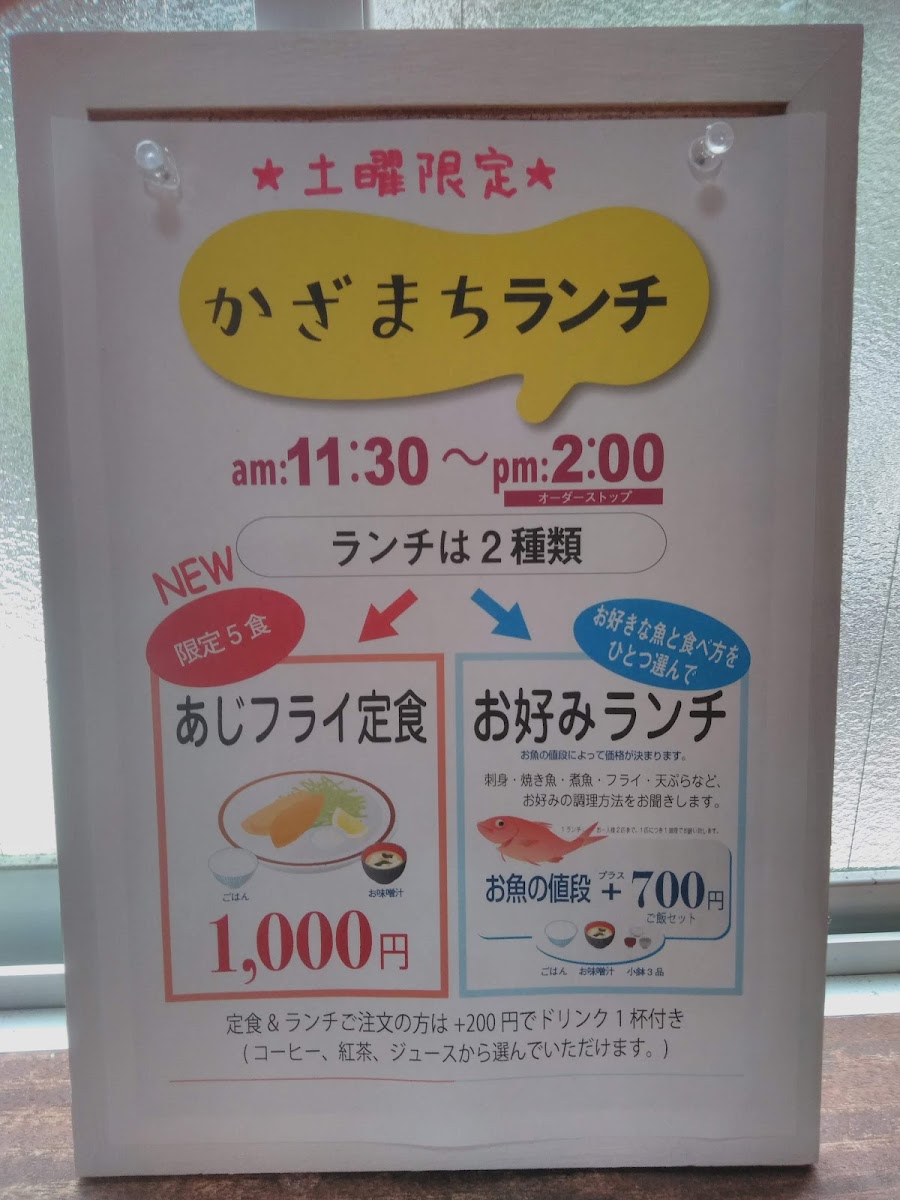 ★土曜限定★
かざまちランチ
am:11:30〜pm:2:00
オーダーストップ
ランチは2種類
NEW
限定5食
あじフライ定食
ごはん
お味噌汁
1,000円
お好きな魚と食べ方を
ひとつ選んで
お好みランチ
お魚の値段によって価格が決まります。
刺身・焼き魚・煮魚・フライ・天ぷらなど、
お好みの調理方法をお聞きします。
お魚の値段+700円
プラス
ご飯セット
ごはん お味噌汁 小鉢3品
定食&ランチご注文の方は+200円でドリンク1杯付き
(コーヒー、紅茶、ジュースから選んでいただけます。)